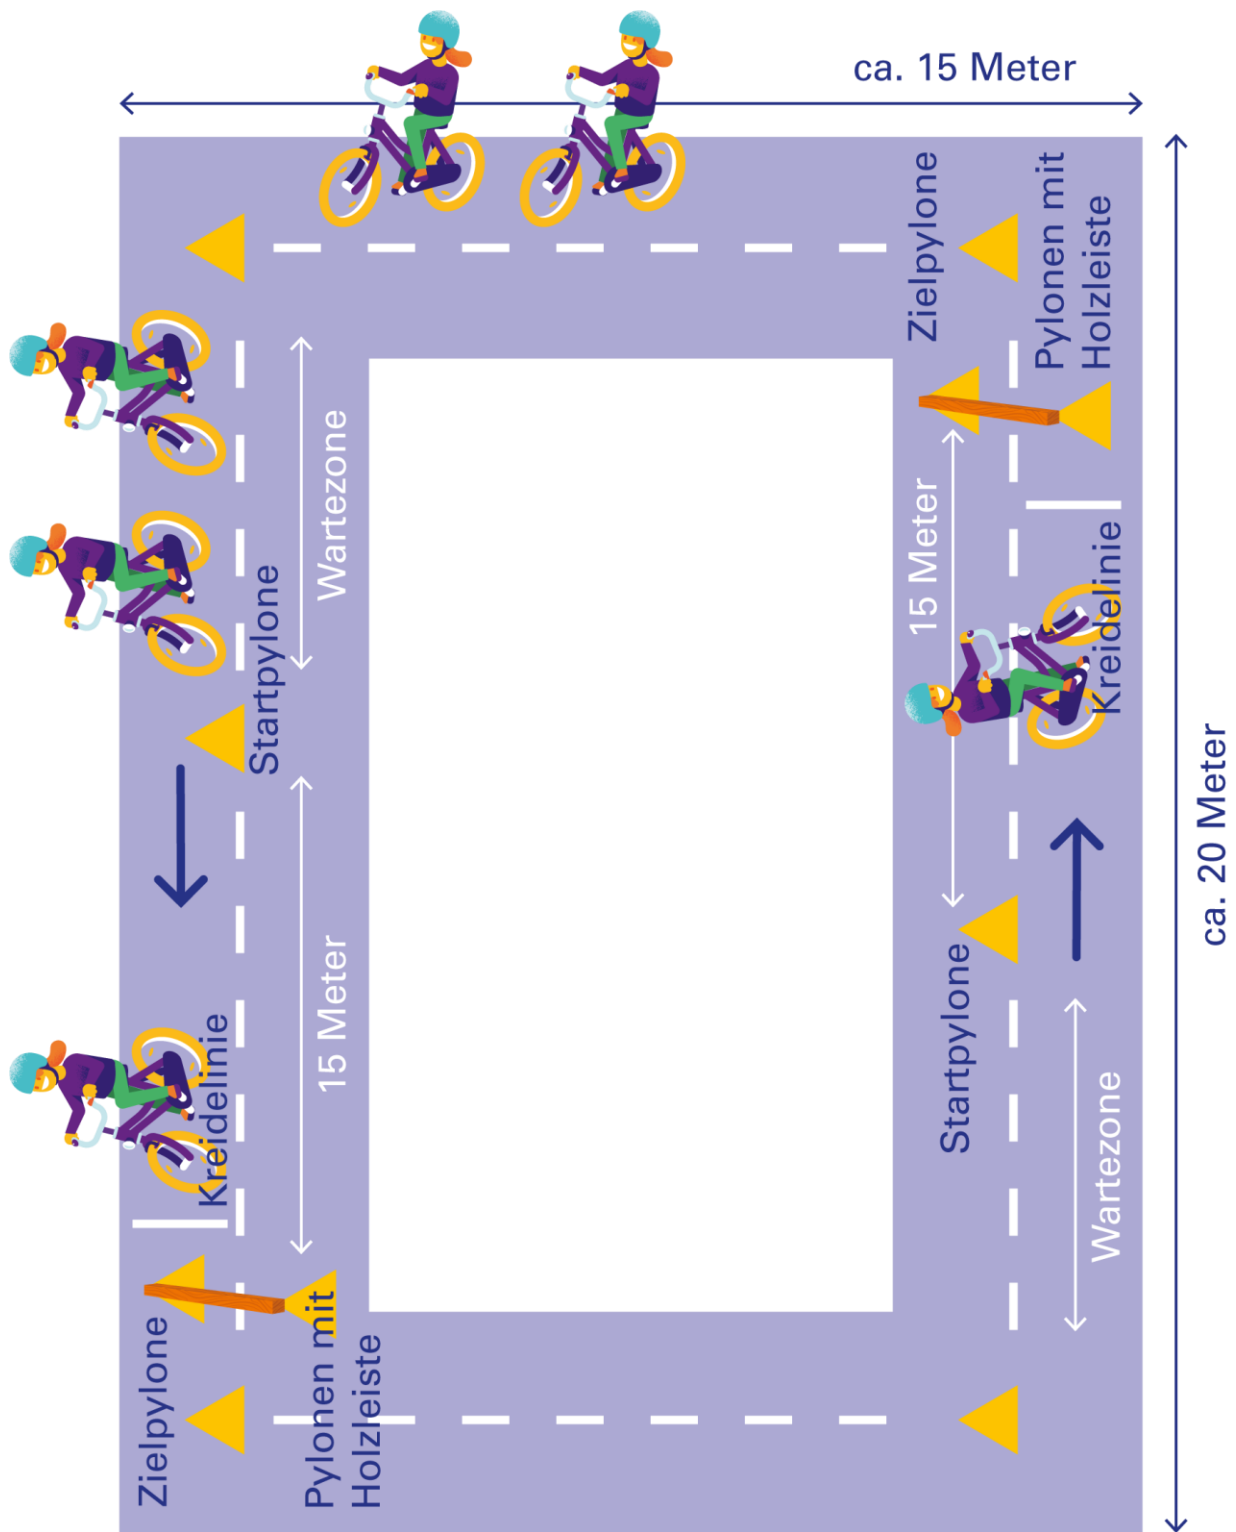 ca. 15 Meter
Zielpylone
Pylonen mit
Holzleiste
Wartezone
15 Meter
Startpylone
Kreidelinie
ca. 20 Meter
15 Meter
Kreidelinie
Startpylone
Wartezone
Zielpylone
Pylonen mit
Holzleiste